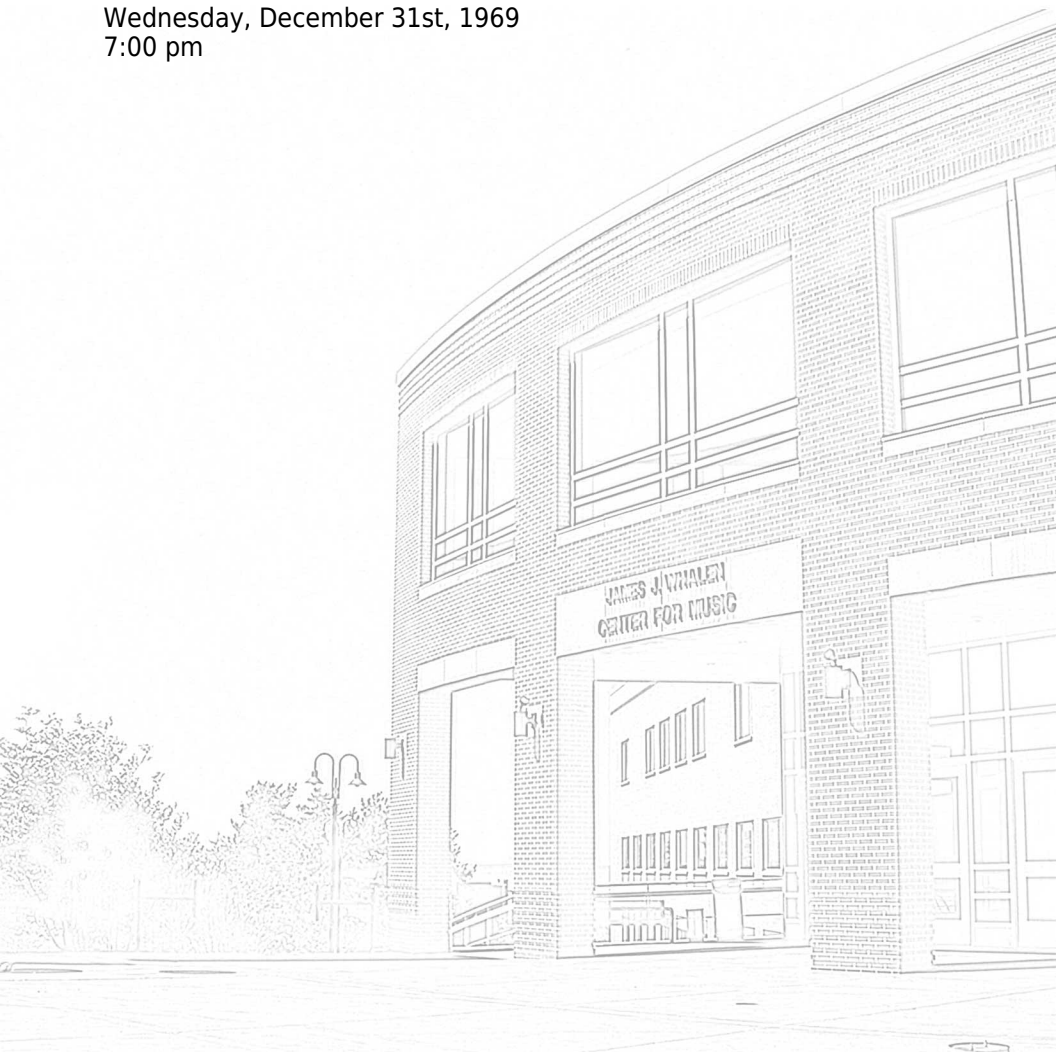 Wednesday, December 31st, 1969
7:00 pm
JAMES J. WHALEN
CENTER FOR MUSIC